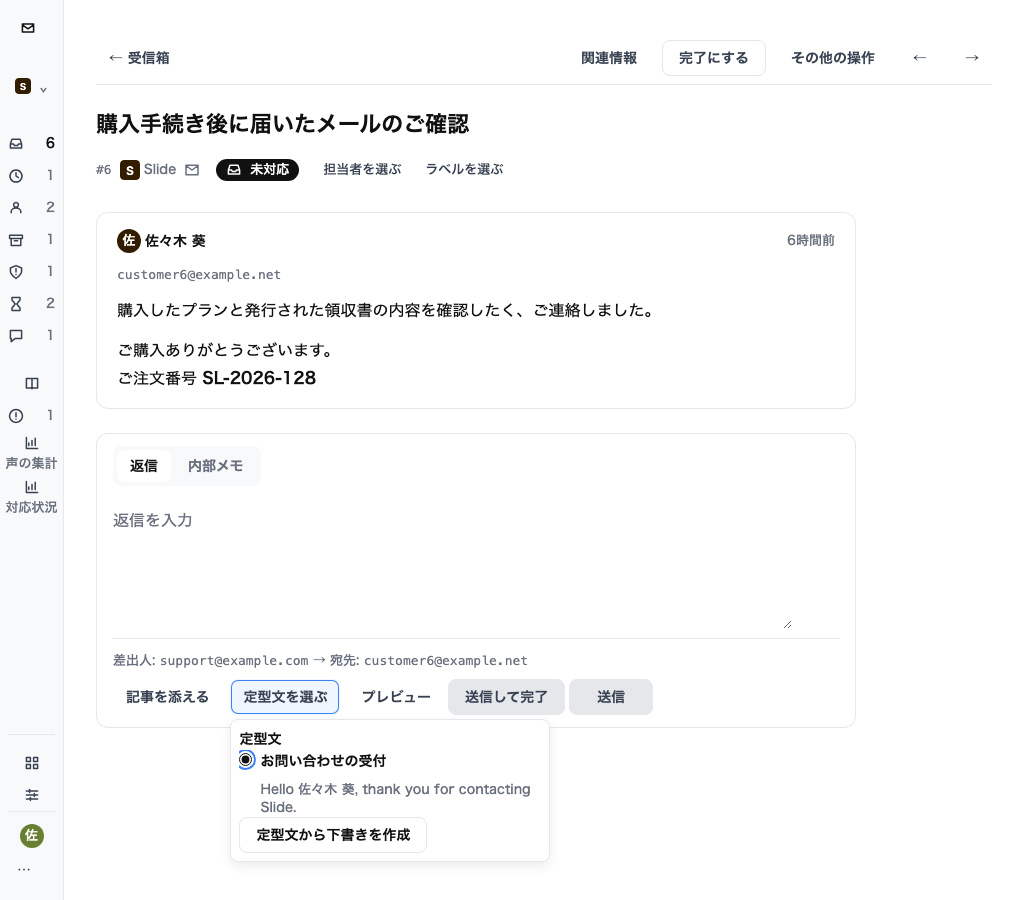 S
6
1
2
1
1
2
1
1
声の集計
対応状況
佐
…
← 受信箱
関連情報
完了にする
その他の操作
←
→
購入手続き後に届いたメールのご確認
#6 S Slide 未対応 担当者を選ぶ ラベルを選ぶ
佐 佐々木 葵
6時間前
customer6@example.net
購入したプランと発行された領収書の内容を確認したく、ご連絡しました。
ご購入ありがとうございます。
ご注文番号 SL-2026-128
返信 内部メモ
返信を入力
差出人: support@example.com → 宛先: customer6@example.net
記事を添える 定型文を選ぶ プレビュー 送信して完了 送信
定型文
お問い合わせの受付
Hello 佐々木 葵, thank you for contacting
Slide.
定型文から下書きを作成